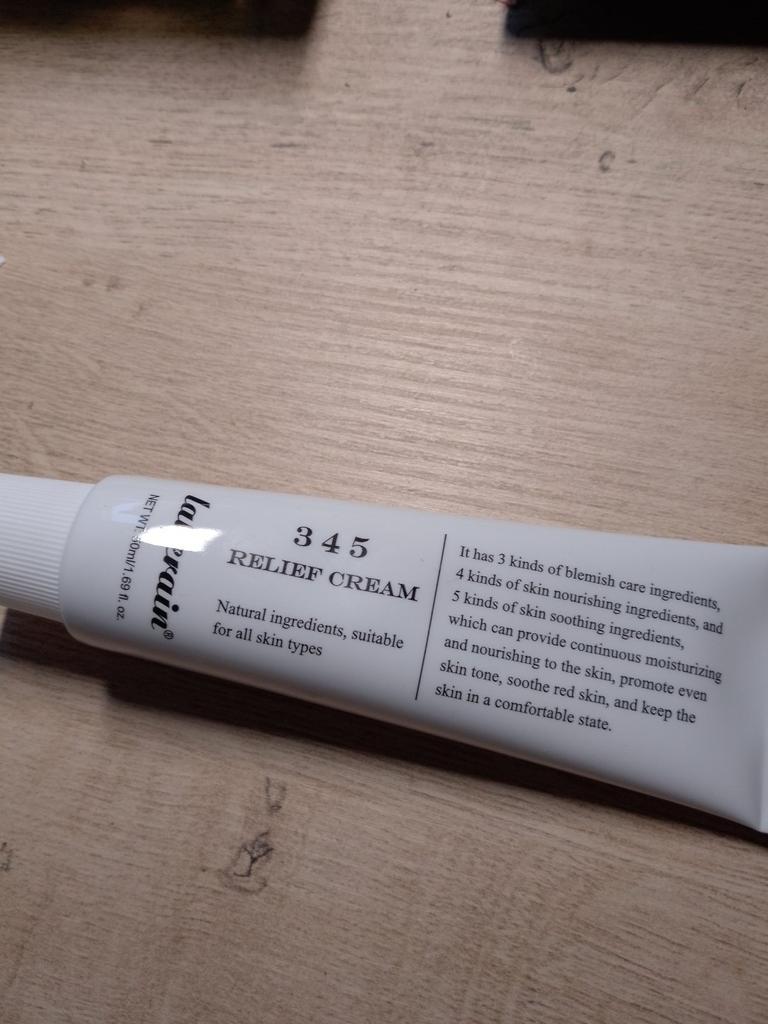 345
RELIEF CREAM
Natural ingredients, suitable
for all skin types
It has 3 kinds of blemish care ingredients,
4 kinds of skin nourishing ingredients, and
5 kinds of skin soothing ingredients,
which can provide continuous moisturizing
and nourishing to the skin, promote even
skin tone, soothe red skin, and keep the
skin in a comfortable state.
NET WT. 50ml/1.69 fl. oz.